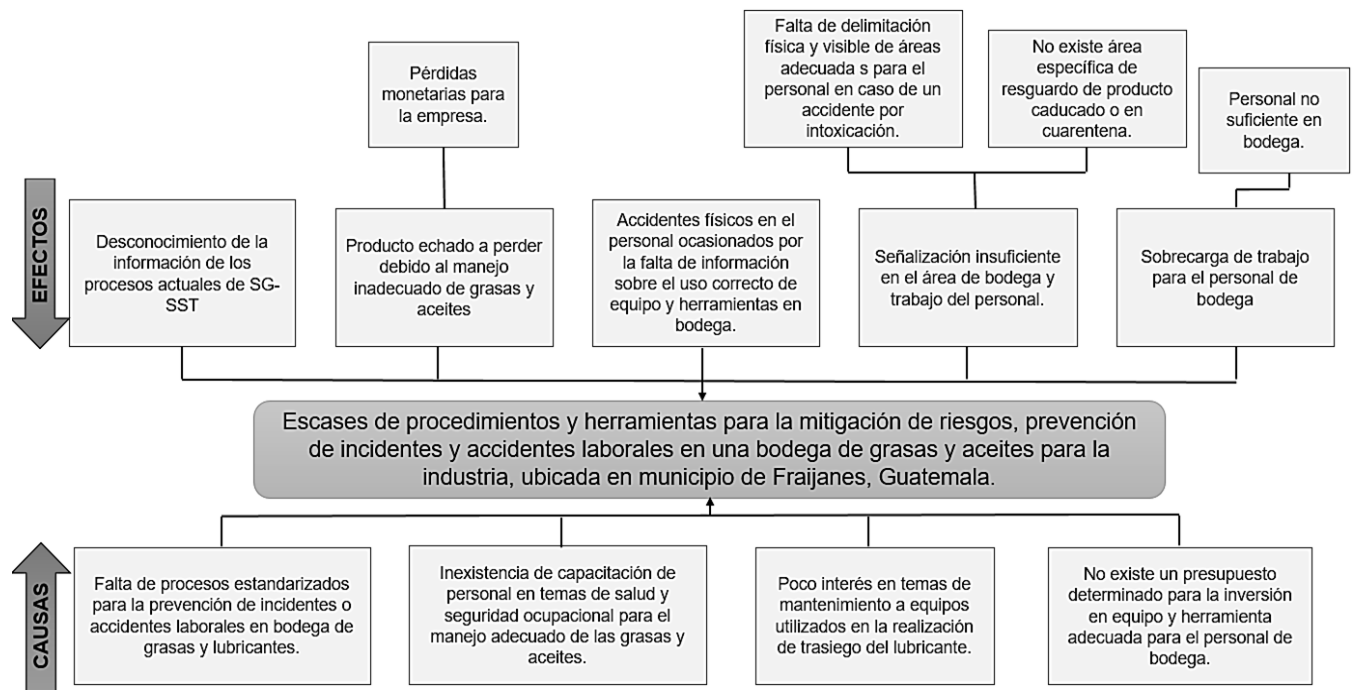 Pérdidas
monetarias para
la empresa.
Falta de delimitación
física y visible de áreas
adecuada s para el
personal en caso de un
accidente por
intoxicación.
No existe área
específica de
resguardo de producto
caducado o en
cuarentena.
Personal no
suficiente en
bodega.
EFECTOS
Desconocimiento de la
información de los
procesos actuales de SG-
SST
Producto echado a perder
debido al manejo
inadecuado de grasas y
aceites
Accidentes físicos en el
personal ocasionados por
la falta de información
sobre el uso correcto de
equipo y herramientas en
bodega.
Señalización insuficiente
en el área de bodega y
trabajo del personal.
Sobrecarga de trabajo
para el personal de
bodega
Escases de procedimientos y herramientas para la mitigación de riesgos, prevención
de incidentes y accidentes laborales en una bodega de grasas y aceites para la
industria, ubicada en municipio de Fraijanes, Guatemala.
CAUSAS
Falta de procesos estandarizados
para la prevención de incidentes o
accidentes laborales en bodega de
grasas y lubricantes.
Inexistencia de capacitación de
personal en temas de salud y
seguridad ocupacional para el
manejo adecuado de las grasas y
aceites.
Poco interés en temas de
mantenimiento a equipos
utilizados en la realización
de trasiego del lubricante.
No existe un presupuesto
determinado para la inversión
en equipo y herramienta
adecuada para el personal de
bodega.